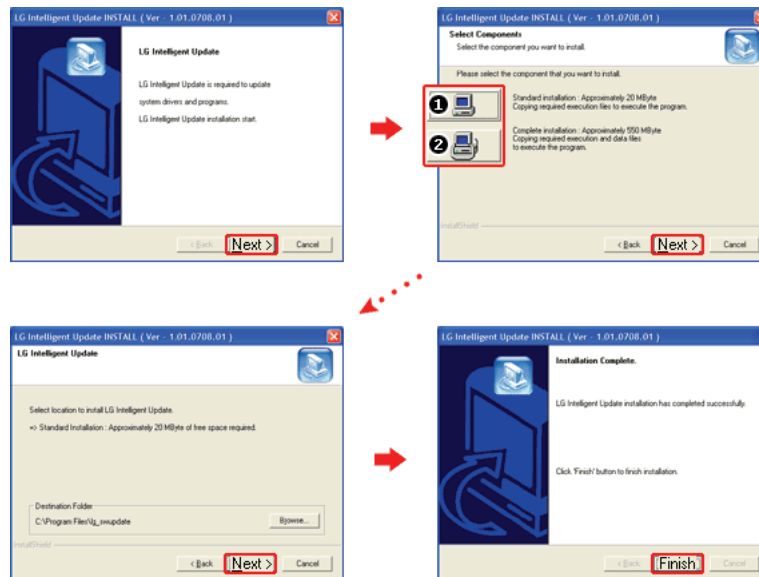 LG Intelligent Update INSTALL ( Ver - 1.01.0708.01 )
LG Intelligent Update
LG Intelligent Update is required to update
system drivers and programs.
LG Intelligent Update installation start.
< Back
Next >
Cancel
LG Intelligent Update INSTALL ( Ver - 1.01.0708.01 )
Select Components
Select the component you want to install.
Please select the component that you want to install.
1
Standard installation : Approximately 20 MByte
Copying required execution files to execute the program.
2
Complete installation : Approximately 550 MByte
Copying required execution and data files
to execute the program.
InstallShield
< Back
Next >
Cancel
LG Intelligent Update INSTALL ( Ver - 1.01.0708.01 )
LG Intelligent Update
Select location to install LG Intelligent Update.
=> Standard Installation : Approximately 20 MByte of free space required.
Destination Folder
C:\Program Files\lg_swupdate
Browse...
InstallShield
< Back
Next >
Cancel
LG Intelligent Update INSTALL ( Ver - 1.01.0708.01 )
Installation Complete.
LG Intelligent Update installation has completed successfully.
Click 'Finish' button to finish installation.
< Back
Finish
Cancel